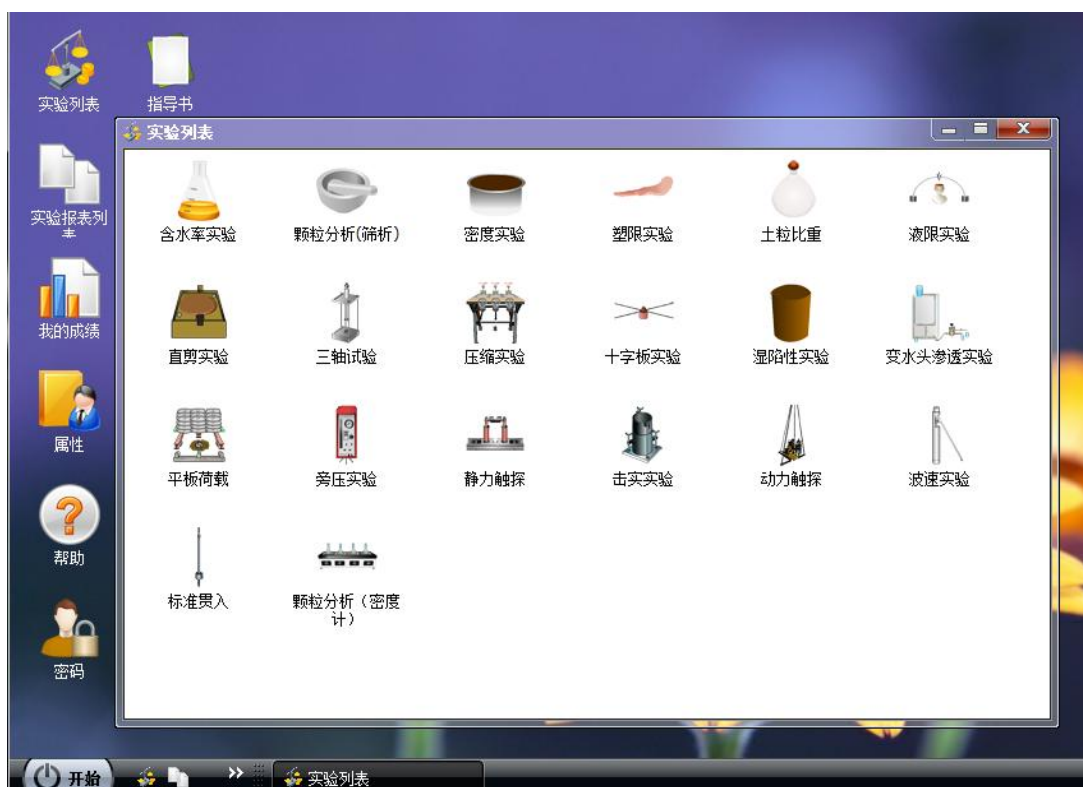 实验列表
指导书
实验列表
实验报表列
我的成绩
属性
帮助
密码
含水率实验
颗粒分析(筛析)
密度实验
塑限实验
土粒比重
液限实验
直剪实验
三轴试验
压缩实验
十字板实验
湿陷性实验
变水头渗透实验
平板荷载
旁压实验
静力触探
击实实验
动力触探
波速实验
标准贯入
颗粒分析（密度
计）
开始
实验列表